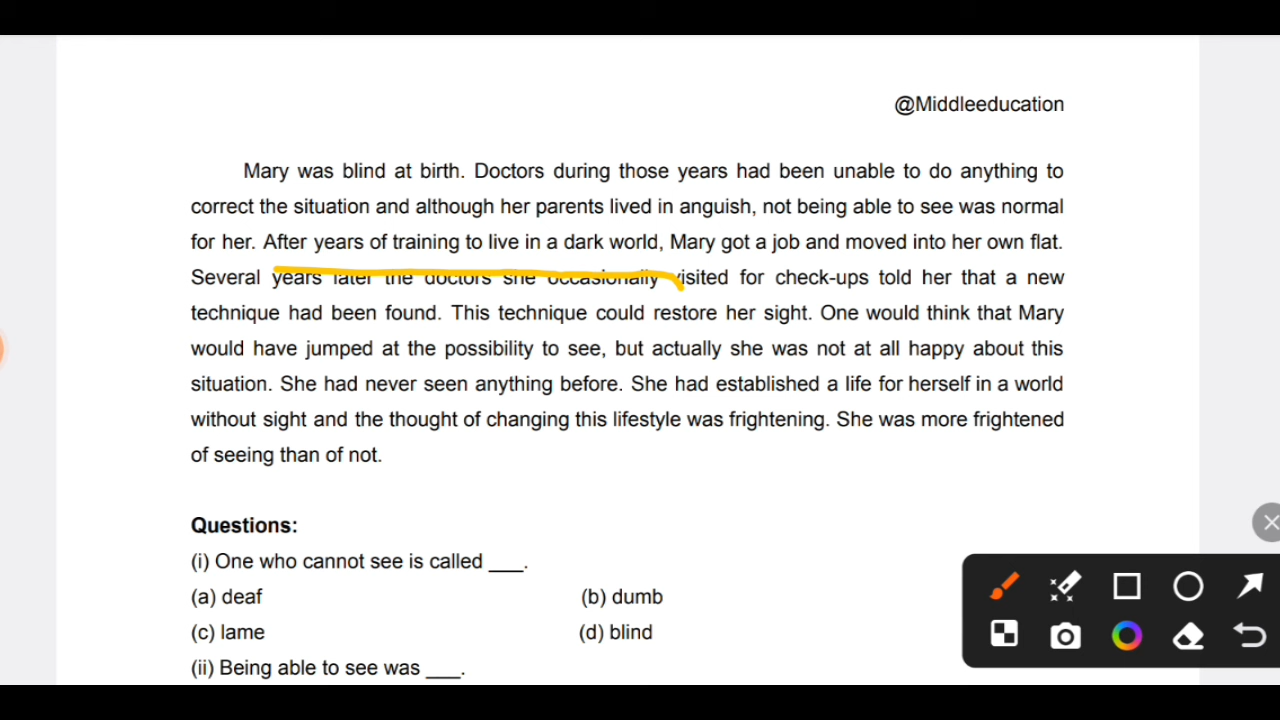 @Middleeducation
Mary was blind at birth. Doctors during those years had been unable to do anything to
correct the situation and although her parents lived in anguish, not being able to see was normal
for her. After years of training to live in a dark world, Mary got a job and moved into her own flat.
Several years later the doctors she occasionally visited for check-ups told her that a new
technique had been found. This technique could restore her sight. One would think that Mary
would have jumped at the possibility to see, but actually she was not at all happy about this
situation. She had never seen anything before. She had established a life for herself in a world
without sight and the thought of changing this lifestyle was frightening. She was more frightened
of seeing than of not.
Questions:
(i) One who cannot see is called ___.
(a) deaf (b) dumb
(c) lame (d) blind
(ii) Being able to see was ___.